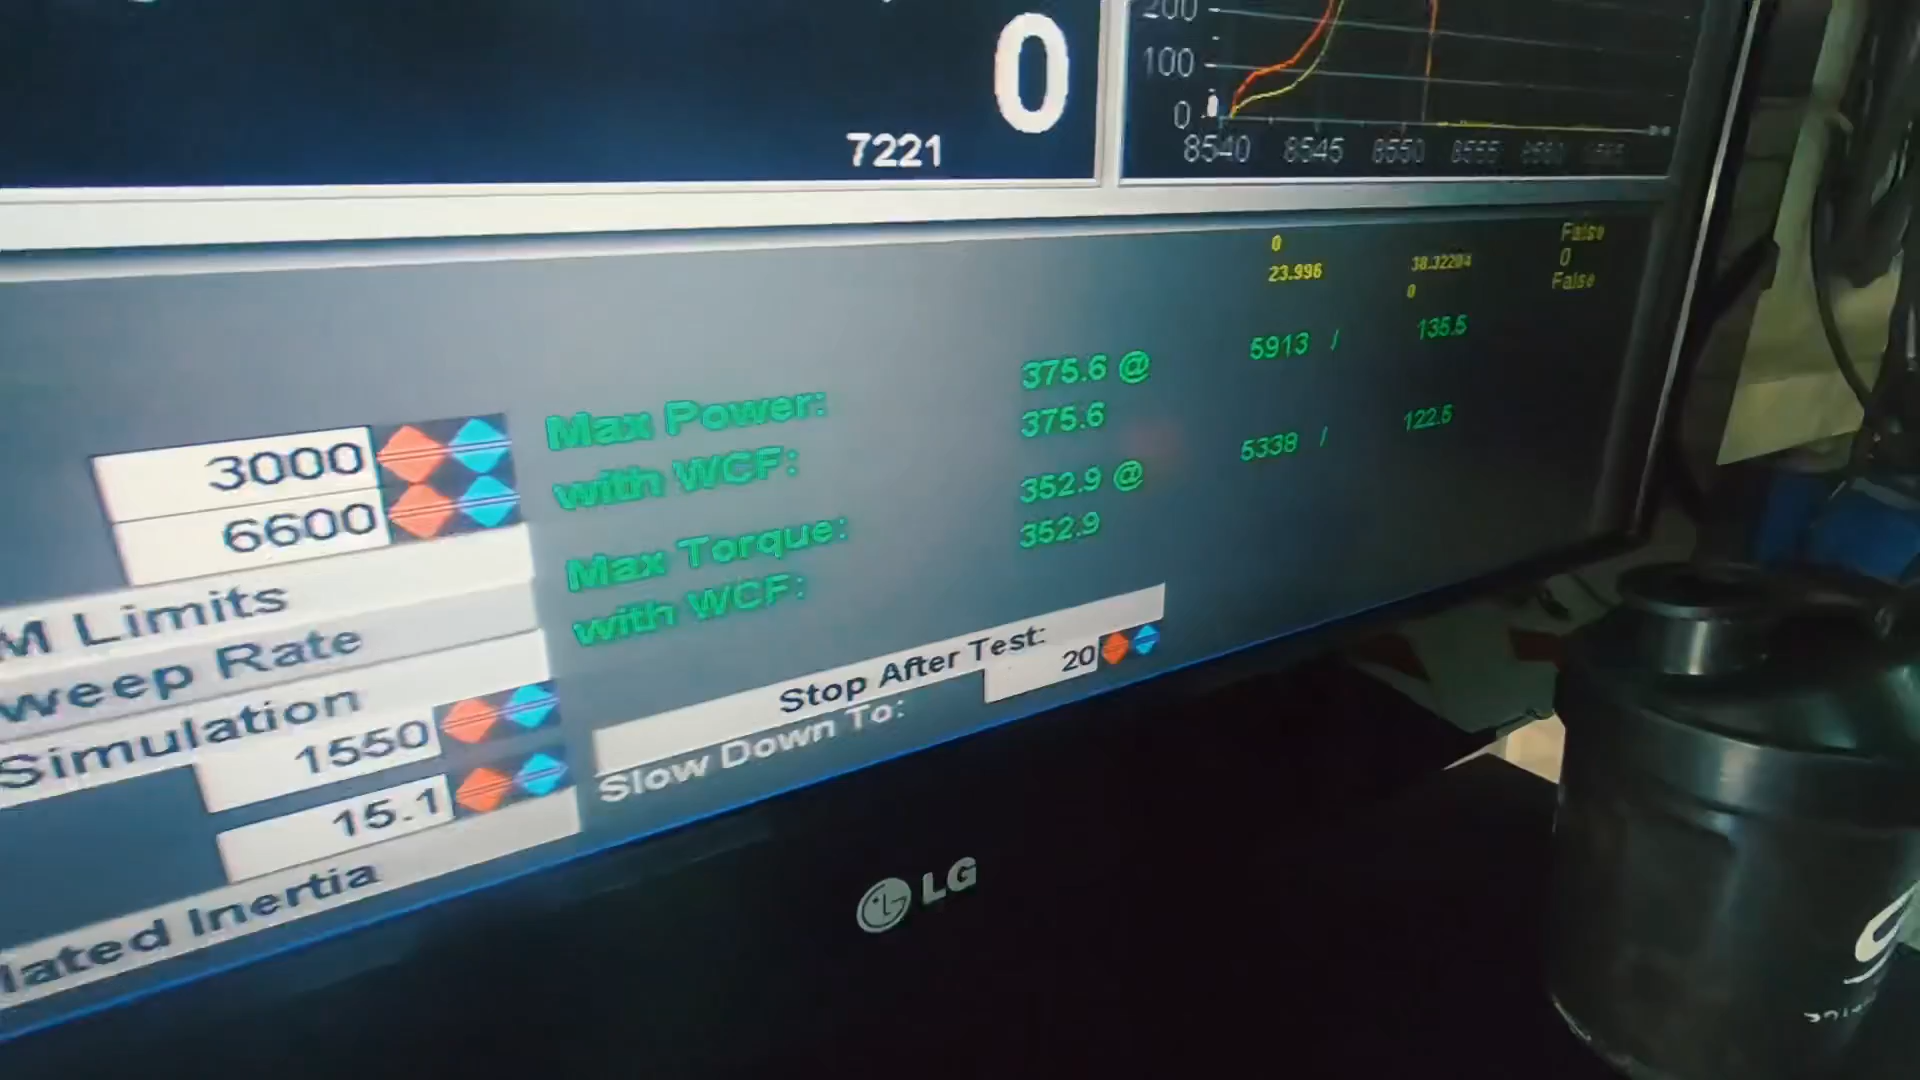 0
7221
200
100
0
8540 8545 8550 8555 8560
0
23.996
38.32204
0
False
0
False
3000
6600
M Limits
weep Rate
Simulation
1550
15.1
lated Inertia
Max Power: 375.6 @ 5913 / 135.5
with WCF: 375.6
Max Torque: 352.9 @ 5338 / 122.5
with WCF: 352.9
Stop After Test:
Slow Down To: 20
LG